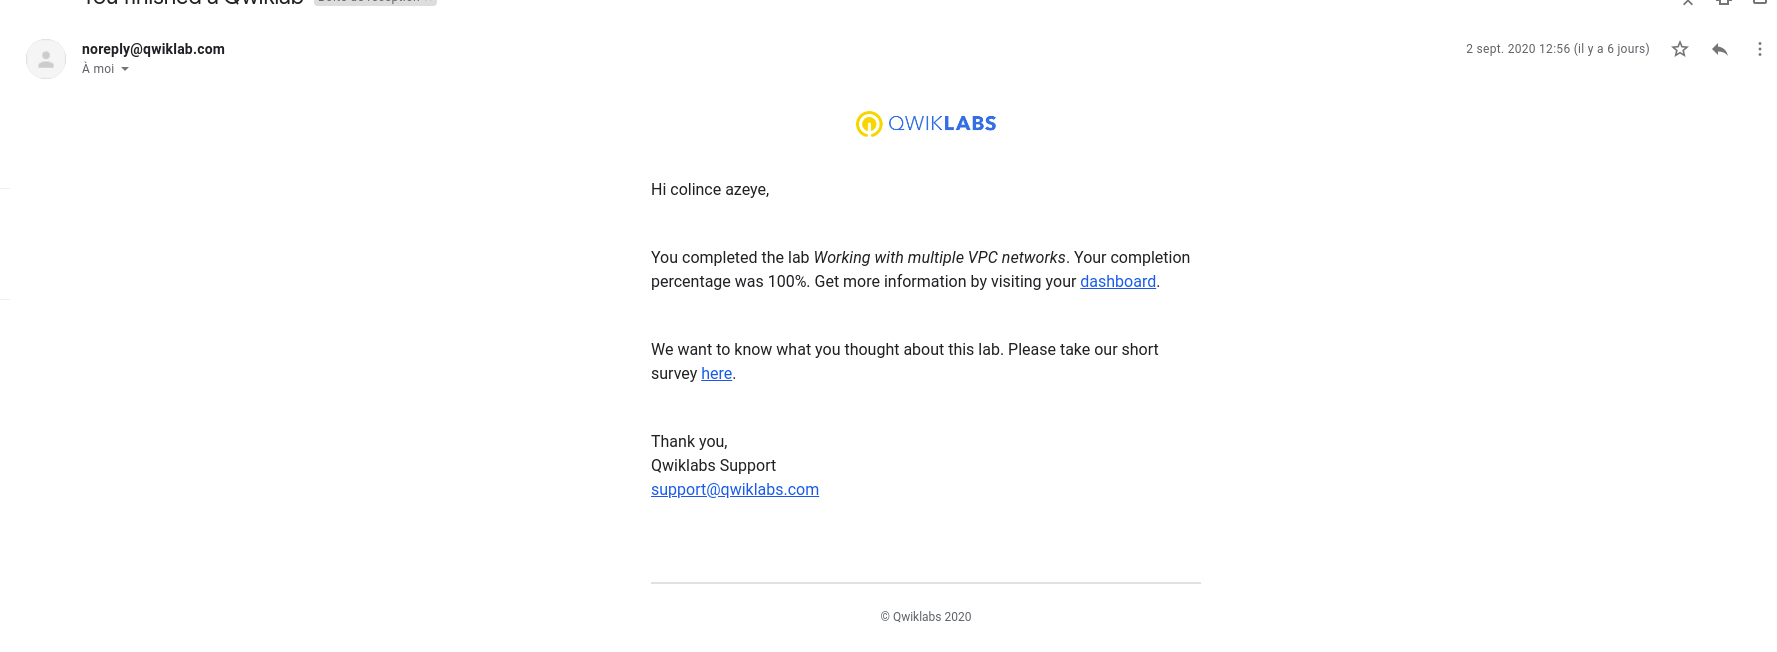 You finished a Qwiklab
noreply@qwiklab.com
2 sept. 2020 12:56 (il y a 6 jours)
À moi
QWIKLABS
Hi colince azeye,
You completed the lab Working with multiple VPC networks. Your completion
percentage was 100%. Get more information by visiting your dashboard.
We want to know what you thought about this lab. Please take our short
survey here.
Thank you,
Qwiklabs Support
support@qwiklabs.com
© Qwiklabs 2020